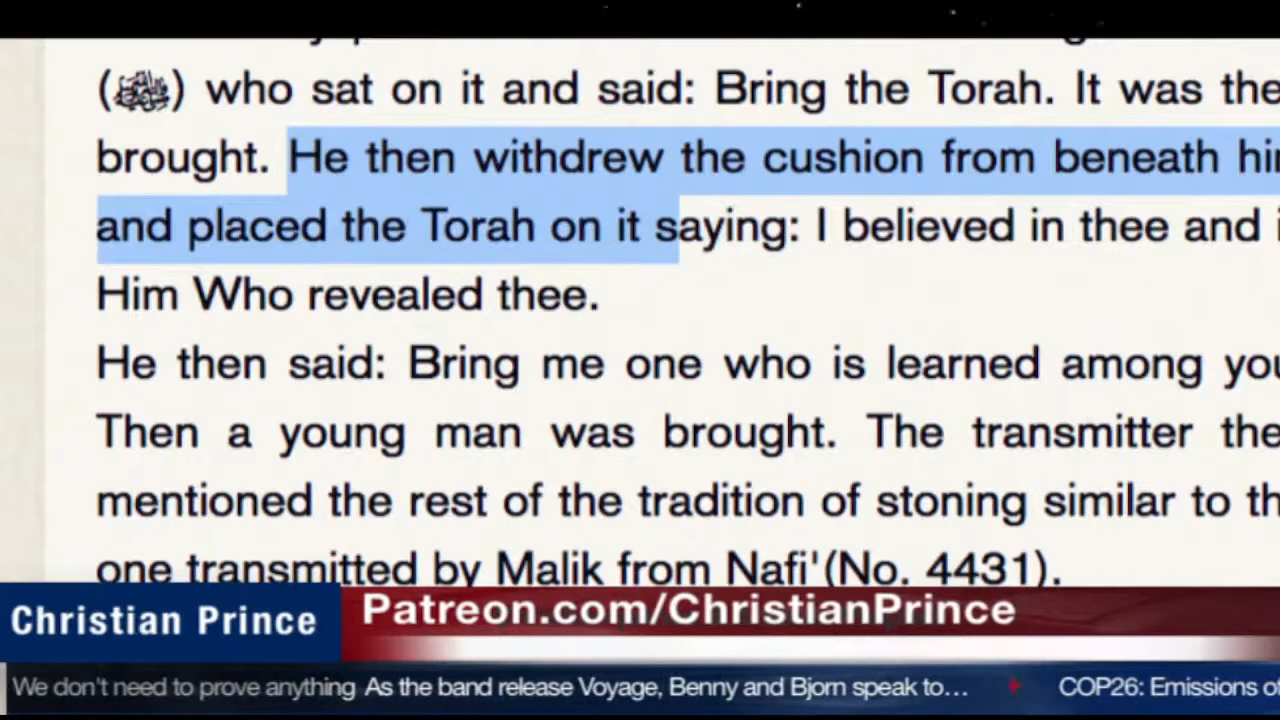 (ﷺ) who sat on it and said: Bring the Torah. It was the
brought. He then withdrew the cushion from beneath hi
and placed the Torah on it saying: I believed in thee and i
Him Who revealed thee.
He then said: Bring me one who is learned among you
Then a young man was brought. The transmitter the
mentioned the rest of the tradition of stoning similar to th
one transmitted by Malik from Nafi'(No. 4431).
Christian Prince
Patreon.com/ChristianPrince
We don't need to prove anything As the band release Voyage, Benny and Bjorn speak to… COP26: Emissions of